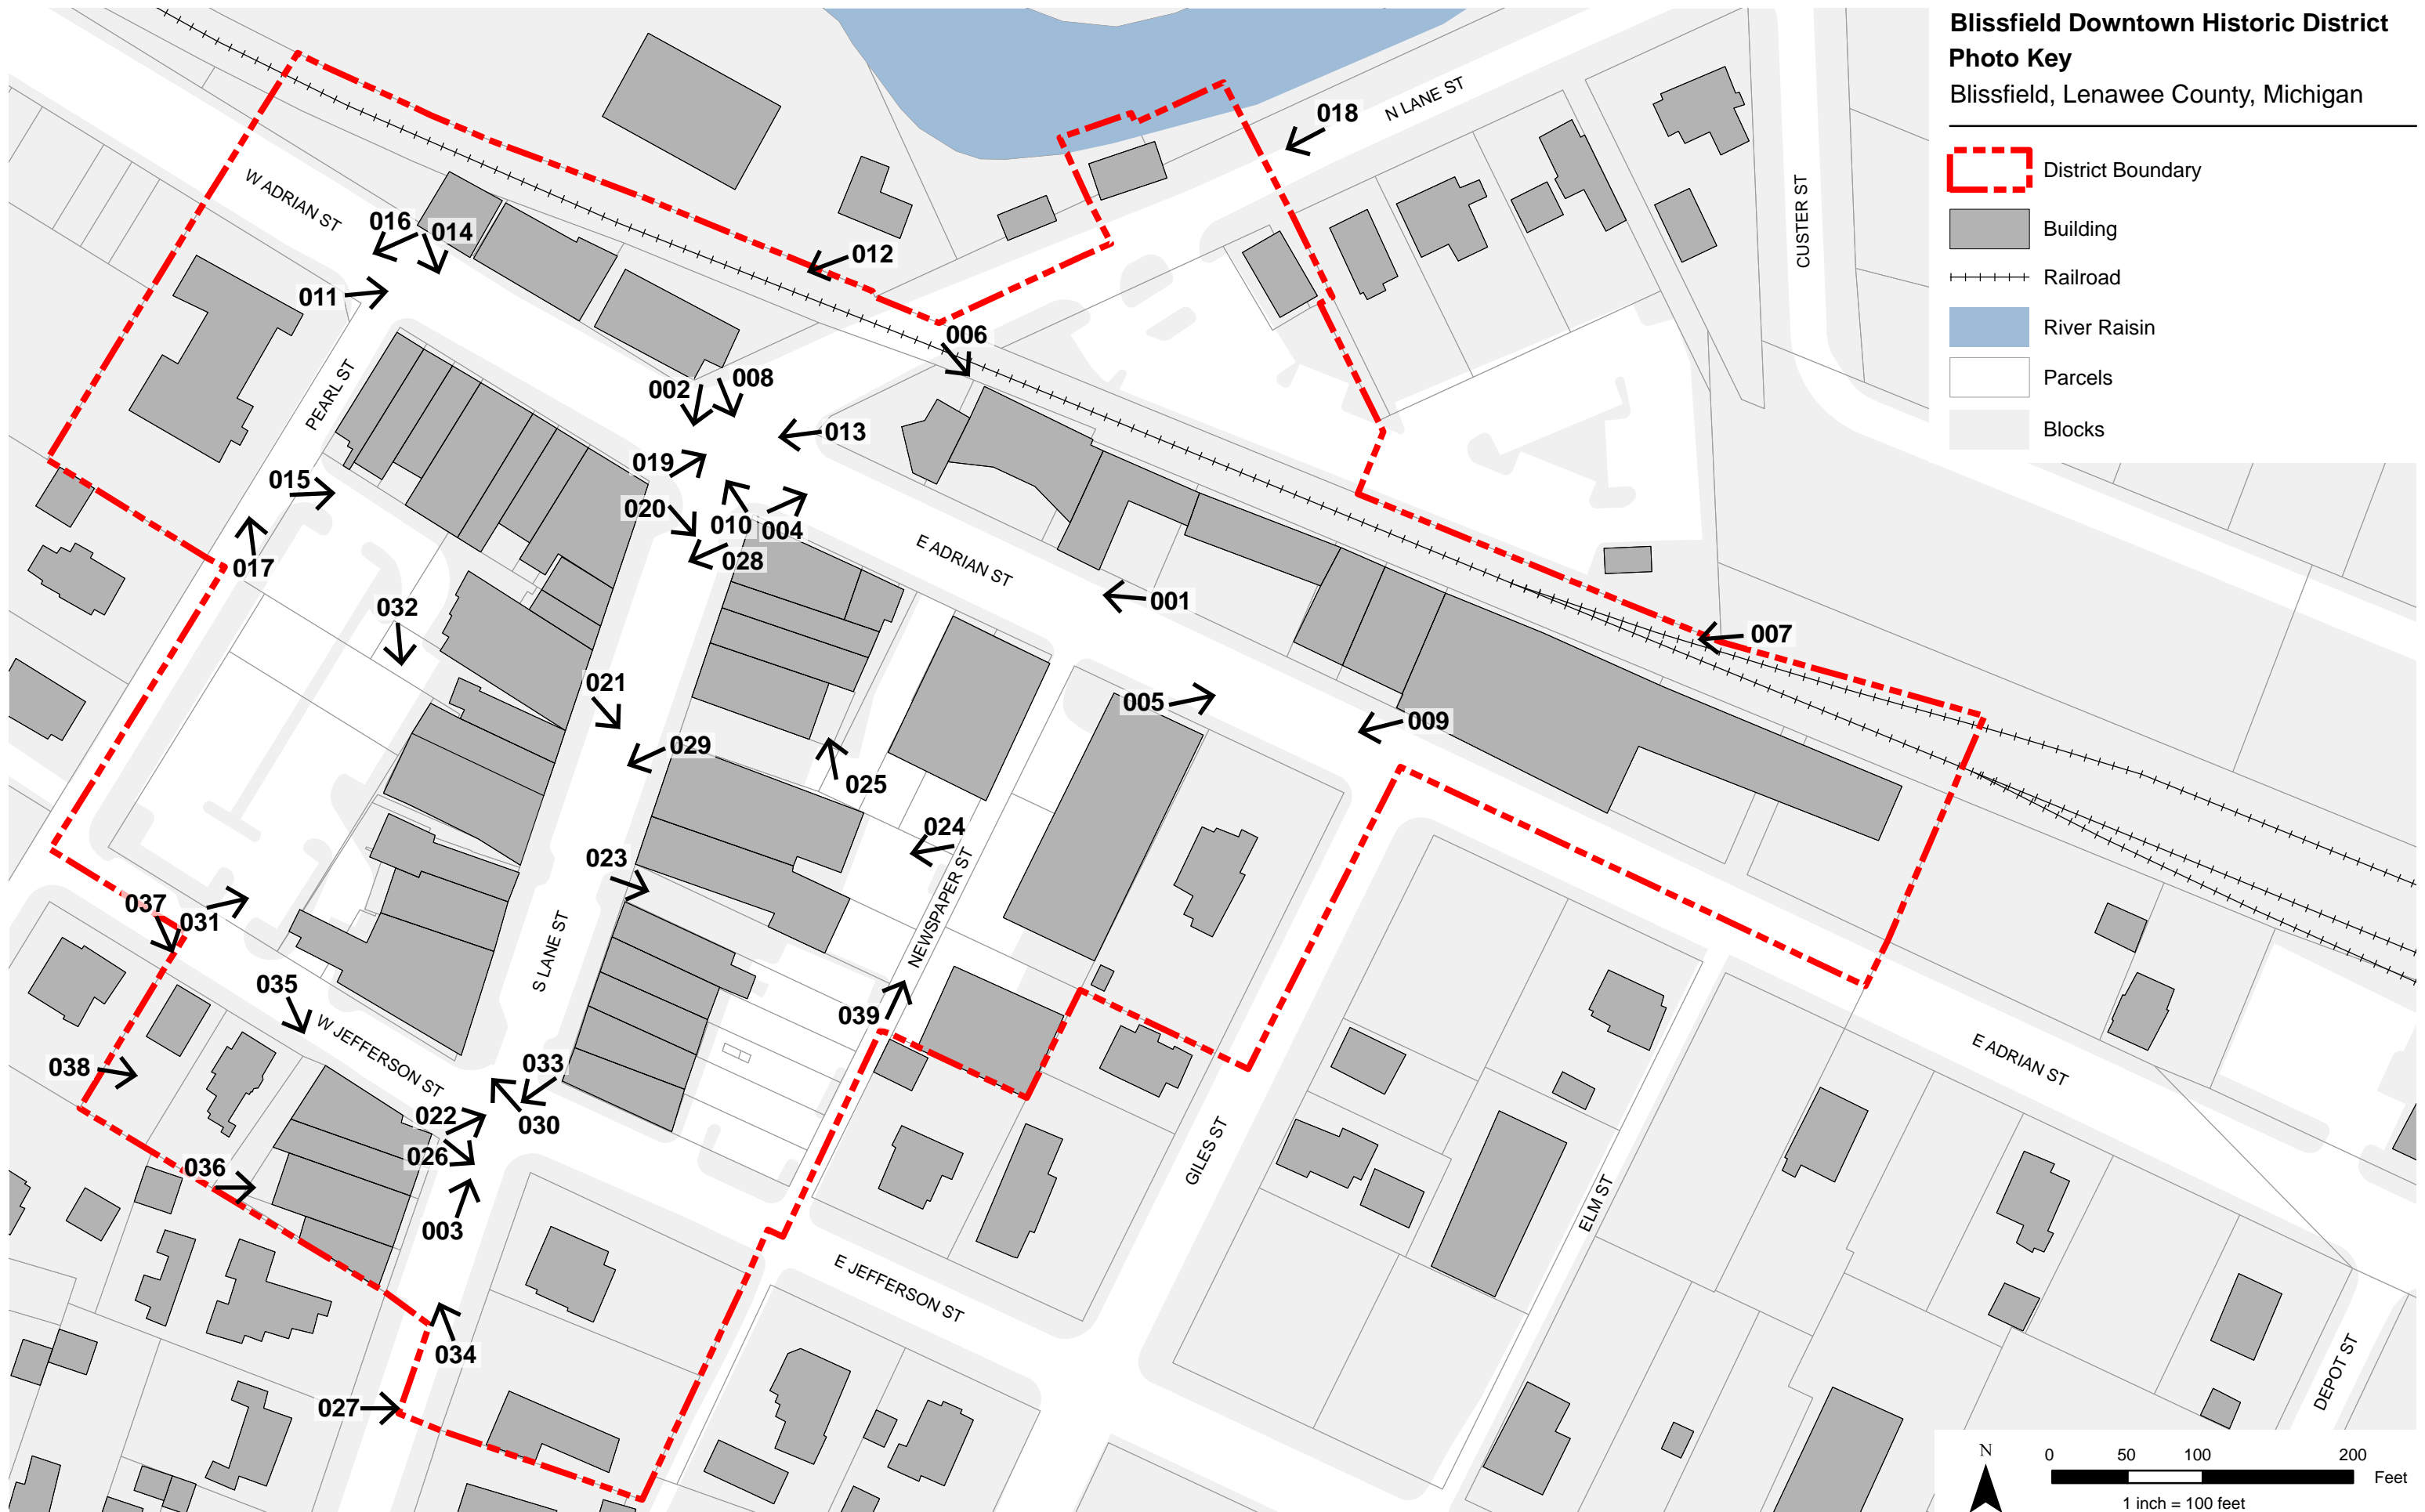 Blissfield Downtown Historic District
Photo Key
Blissfield, Lenawee County, Michigan
District Boundary
Building
Railroad
River Raisin
Parcels
Blocks
018
N LANE ST
CUSTER ST
W ADRIAN ST
016
014
012
011
006
002
008
PEARL ST
013
019
015
020
010
004
028
E ADRIAN ST
017
001
032
007
021
005
009
029
025
024
023
NEWSPAPER ST
037
031
S LANE ST
035
039
W JEFFERSON ST
038
033
022
030
026
036
003
GILES ST
ELM ST
E ADRIAN ST
E JEFFERSON ST
034
027
DEPOT ST
N
0 50 100 200
Feet
1 inch = 100 feet